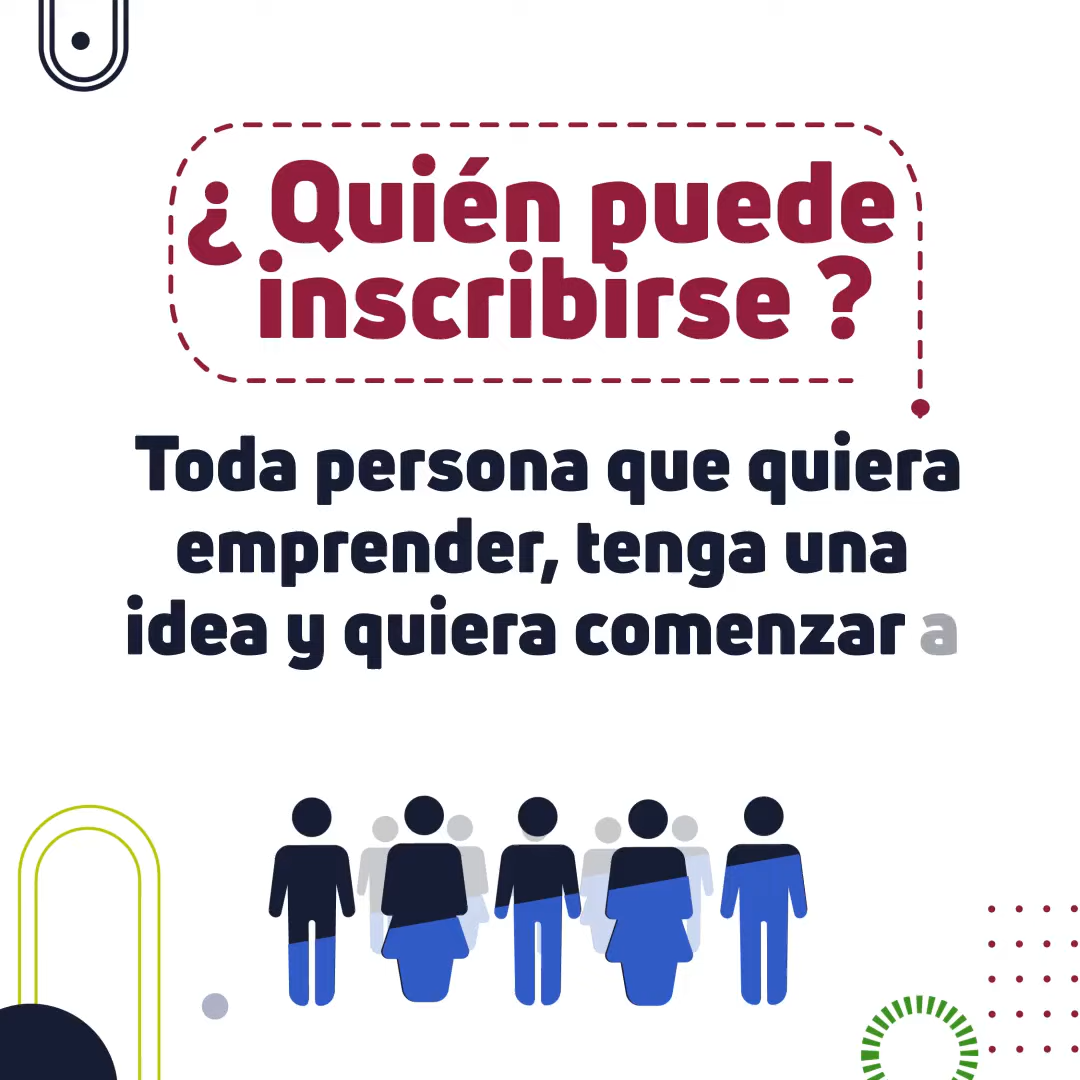 ¿ Quién puede
inscribirse ?
Toda persona que quiera
emprender, tenga una
idea y quiera comenzar a